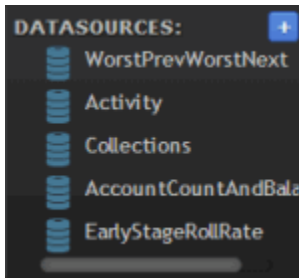 DATASOURCES: +
WorstPrevWorstNext
Activity
Collections
AccountCountAndBala
EarlyStageRollRate